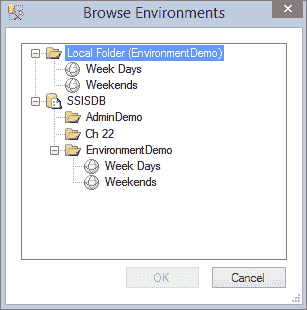 Browse Environments
Local Folder (EnvironmentDemo)
Week Days
Weekends
SSISDB
AdminDemo
Ch 22
EnvironmentDemo
Week Days
Weekends
OK
Cancel